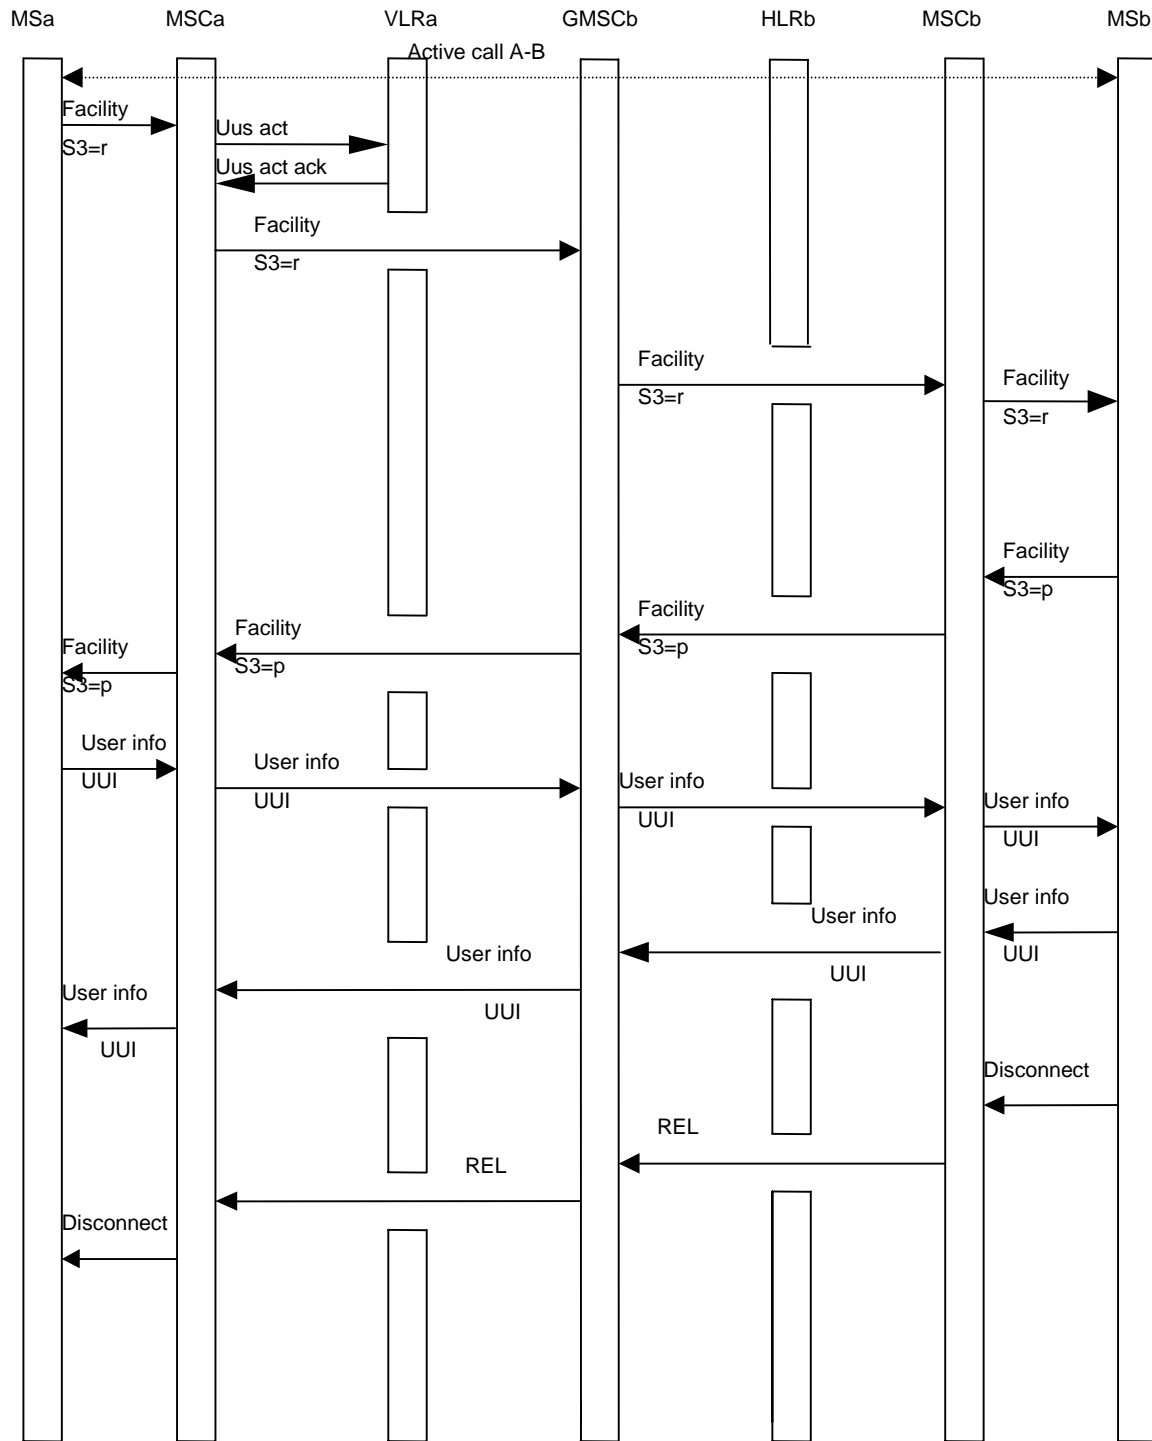 MSa MSCa VLRa GMSCb HLRb MSCb MSb
Active call A-B
Facility
S3=r
Uus act
Uus act ack
Facility
S3=r
Facility
S3=r
Facility
S3=r
Facility
S3=p
Facility
S3=p
Facility
S3=p
Facility
S3=p
User info
UUI
User info
UUI
User info
UUI
User info
UUI
User info
UUI
User info
UUI
User info
UUI
User info
UUI
Disconnect
REL
REL
Disconnect